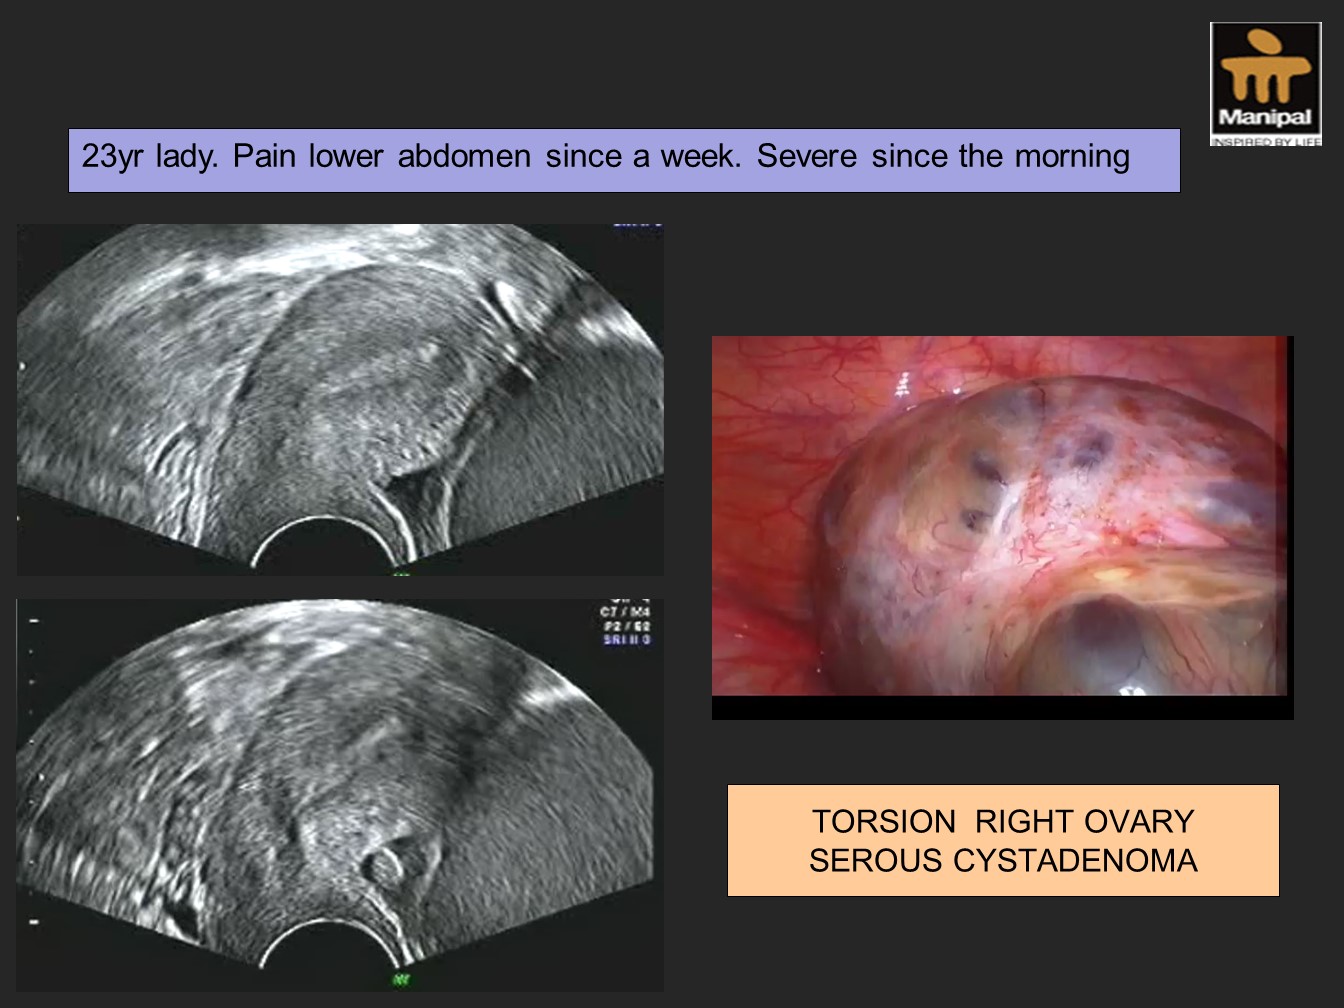 Manipal
INSPIRED BY LIFE
23yr lady. Pain lower abdomen since a week. Severe since the morning
C7 / M4
P2 / E2
SRI II 3
TORSION RIGHT OVARY
SEROUS CYSTADENOMA